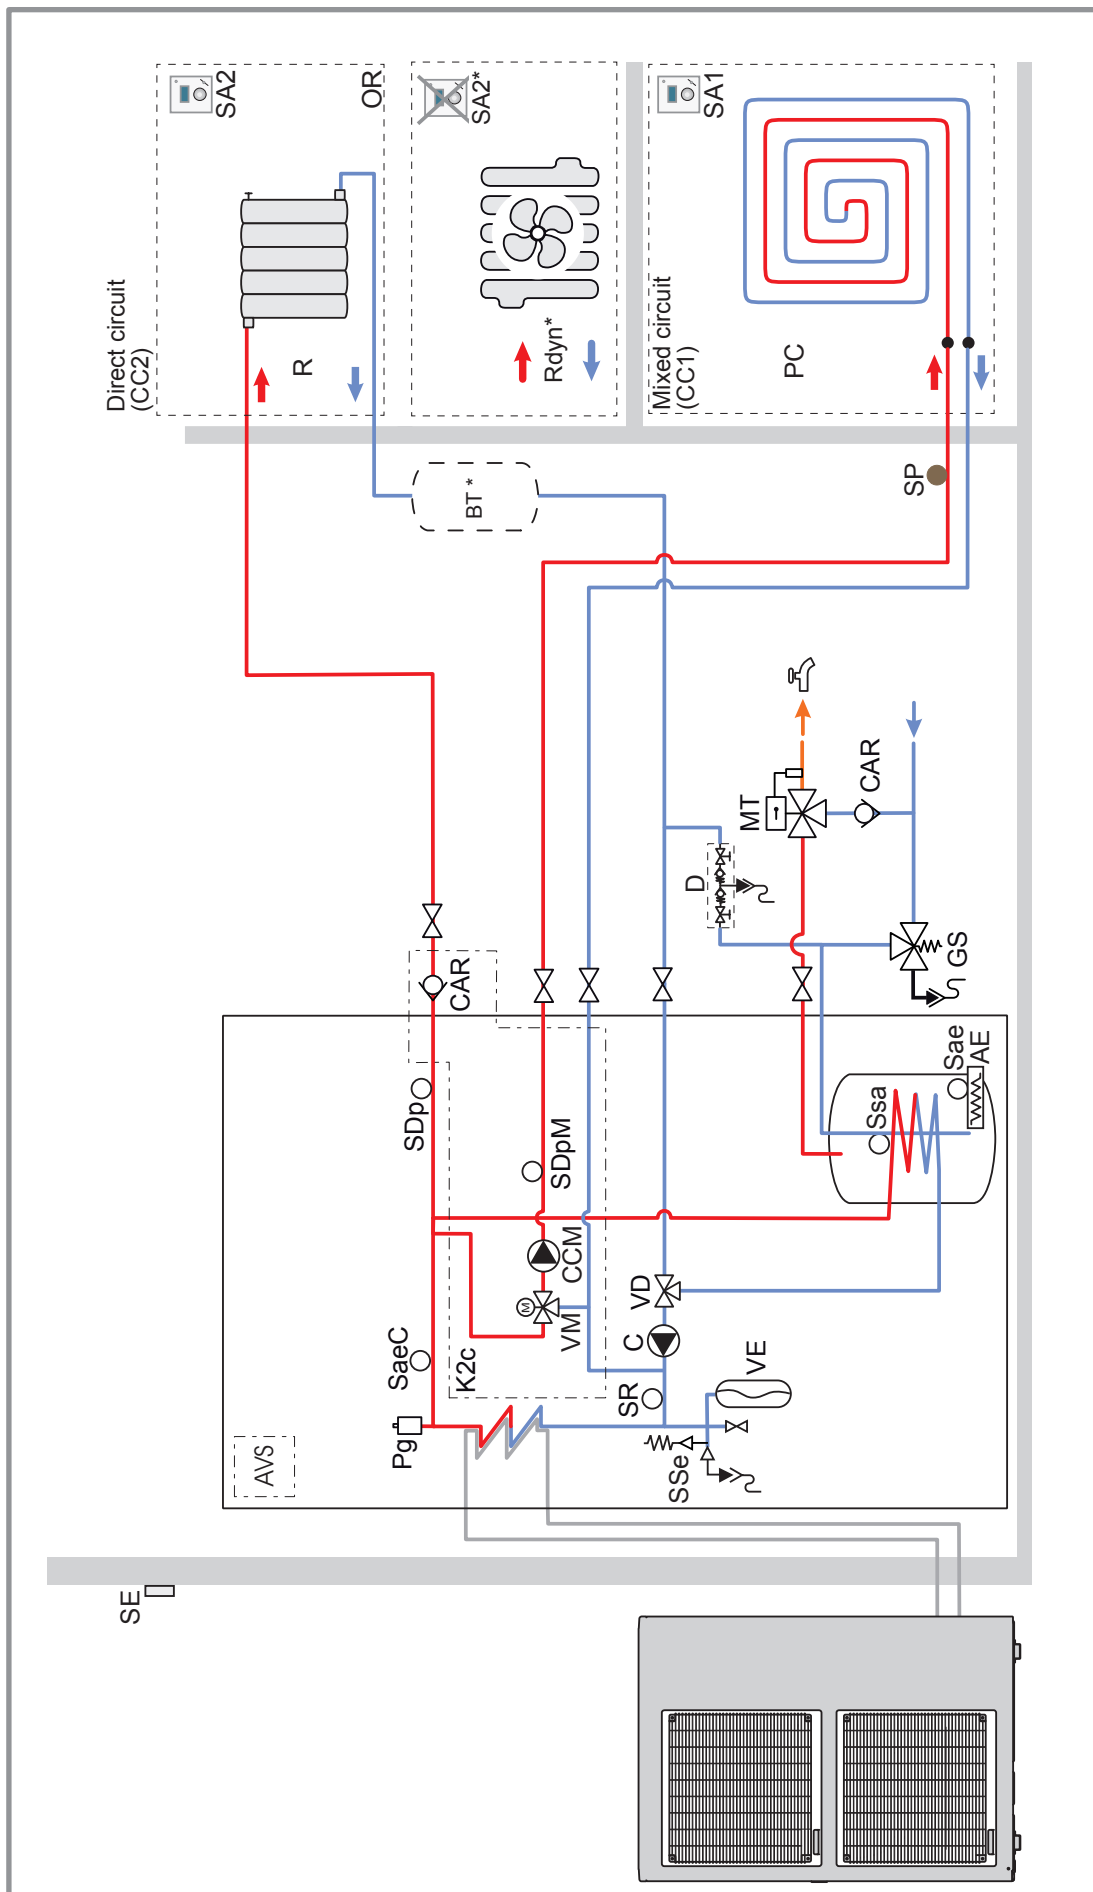 SE
AVS
Pg
SaeC
K2c
SDp
CAR
SDpM
CCM
M
VM
SR
C
VD
VE
SSe
Ssa
Sae
AE
GS
D
MT
CAR
BT *
SP
Direct circuit
(CC2)
R
SA2
OR
Rdyn*
SA2*
Mixed circuit
(CC1)
PC
SA1